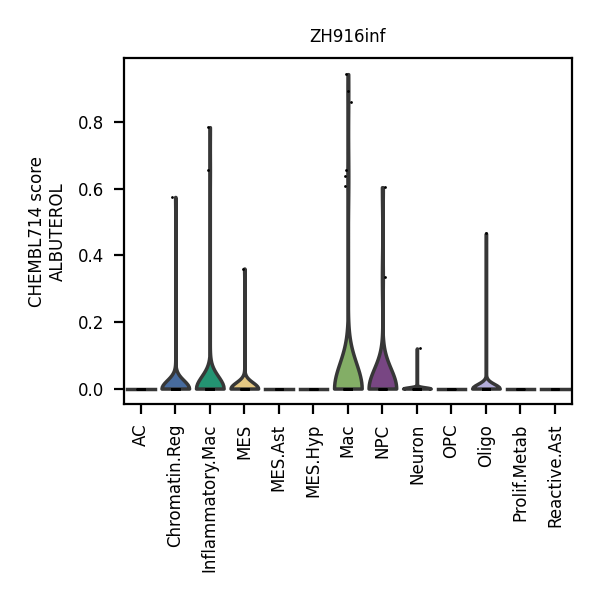 ZH916inf
CHEMBL714 score
ALBUTEROL
0.8
0.6
0.4
0.2
0.0
AC
Chromatin.Reg
Inflammatory.Mac
MES
MES.Ast
MES.Hyp
Mac
NPC
Neuron
OPC
Oligo
Prolif.Metab
Reactive.Ast